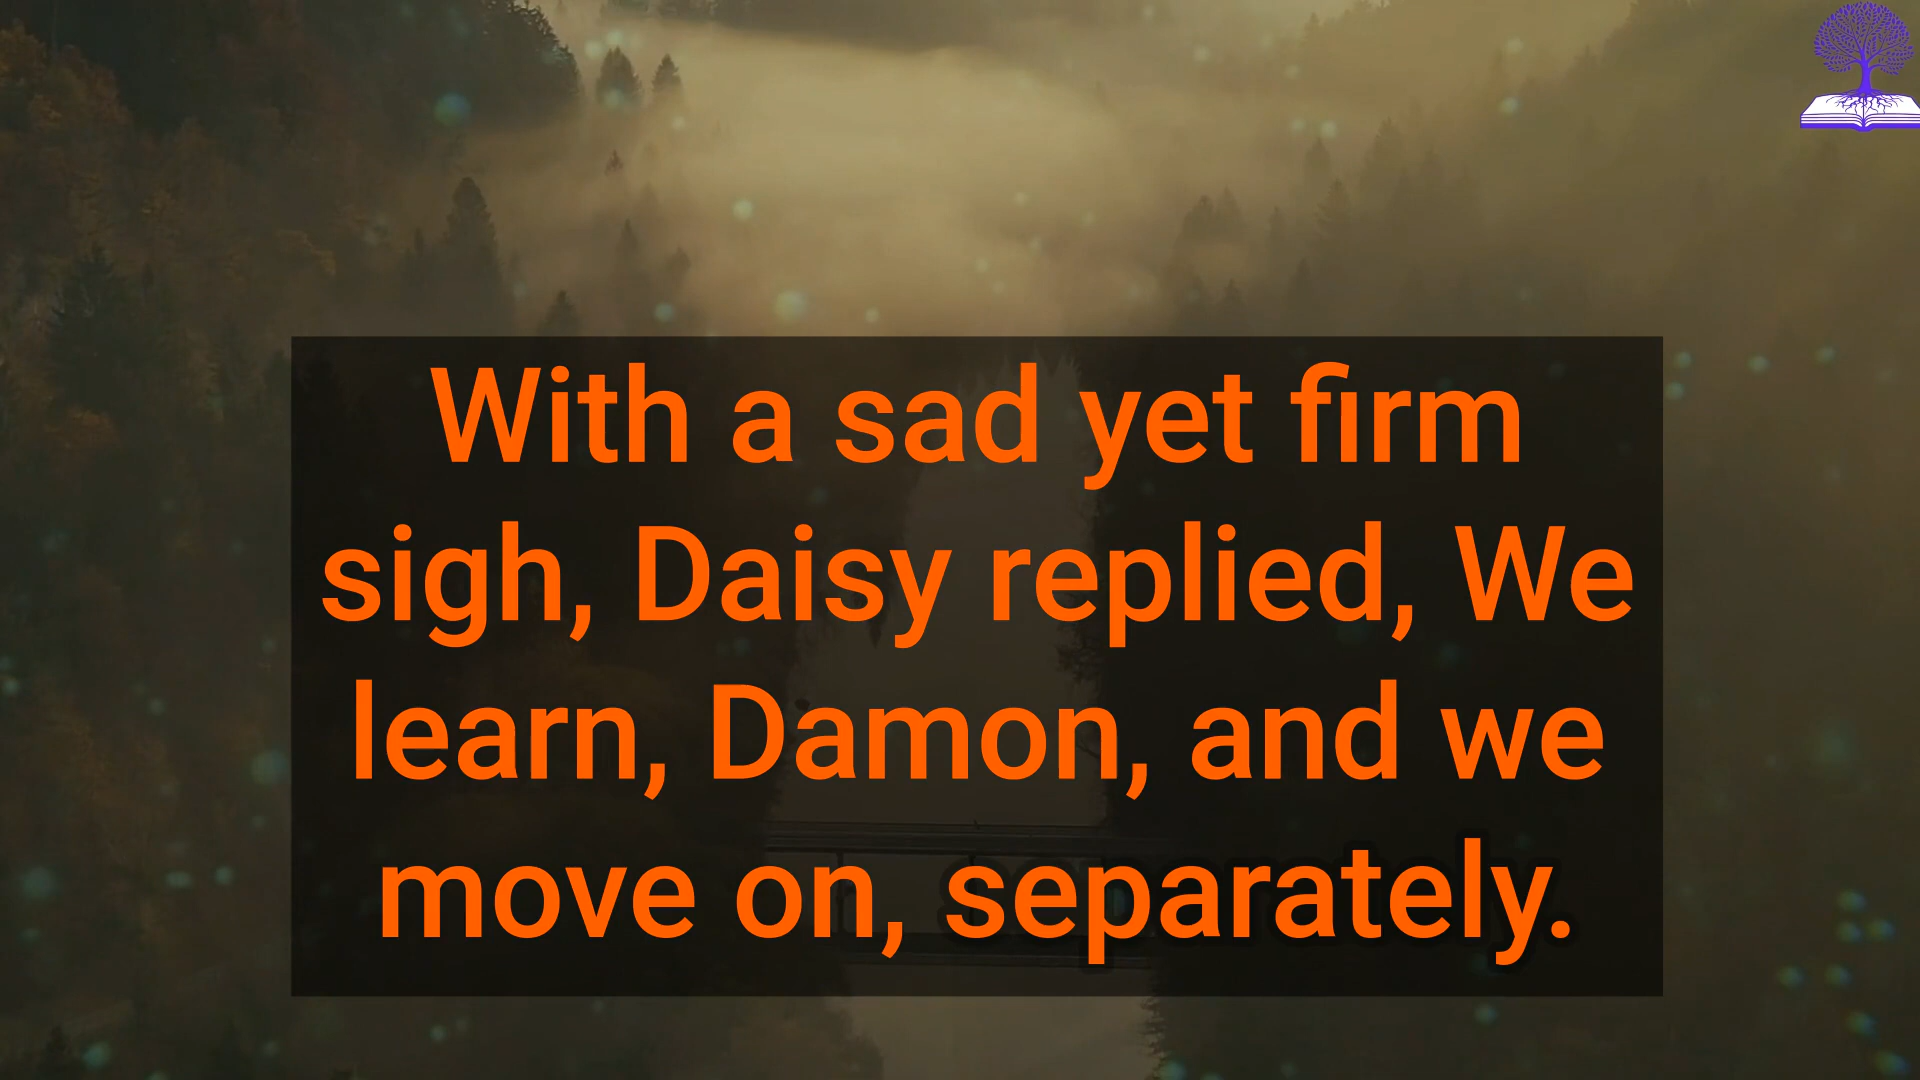 With a sad yet firm
sigh, Daisy replied, We
learn, Damon, and we
move on, separately.